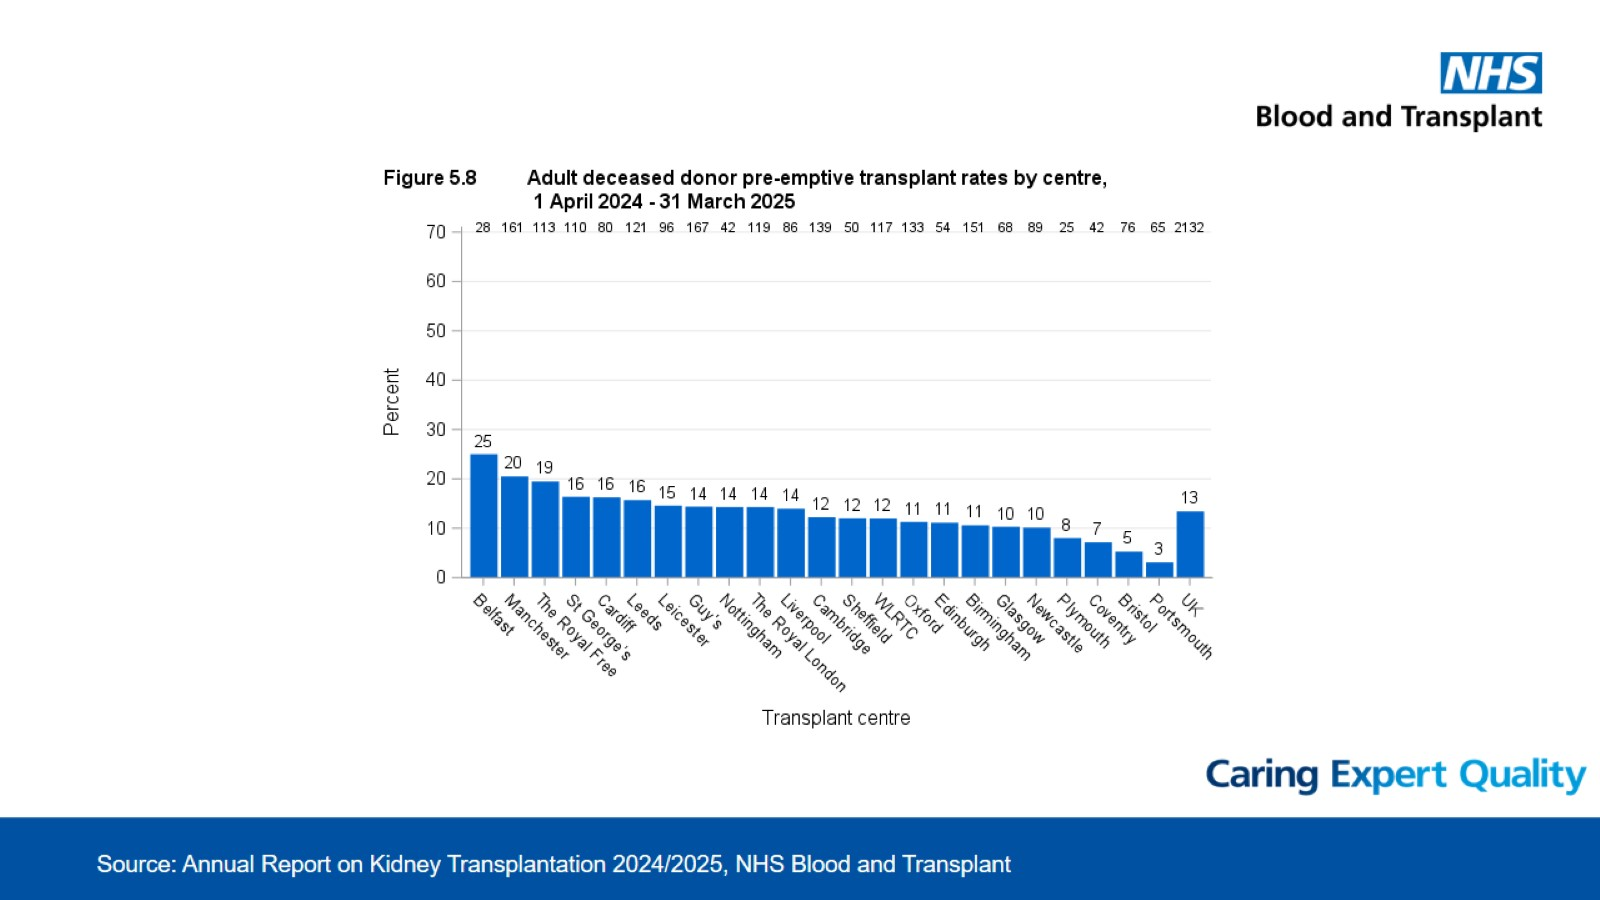 NHS
Blood and Transplant
Figure 5.8 Adult deceased donor pre-emptive transplant rates by centre,
1 April 2024 - 31 March 2025
70 28 161 113 110 80 121 96 167 42 119 86 139 50 117 133 54 151 68 89 25 42 76 65 2132
60
50
40
30
20
10
0
Percent
25 20 19 16 16 16 15 14 14 14 14 12 12 12 11 11 11 10 10 8 7 5 3 13
Belfast
Manchester
The Royal Free
St George's
Cardiff
Leeds
Leicester
Guy's
Nottingham
The Royal London
Liverpool
Cambridge
Sheffield
WLRTC
Oxford
Edinburgh
Birmingham
Glasgow
Newcastle
Plymouth
Coventry
Bristol
Portsmouth
UK
Transplant centre
Caring Expert Quality
Source: Annual Report on Kidney Transplantation 2024/2025, NHS Blood and Transplant